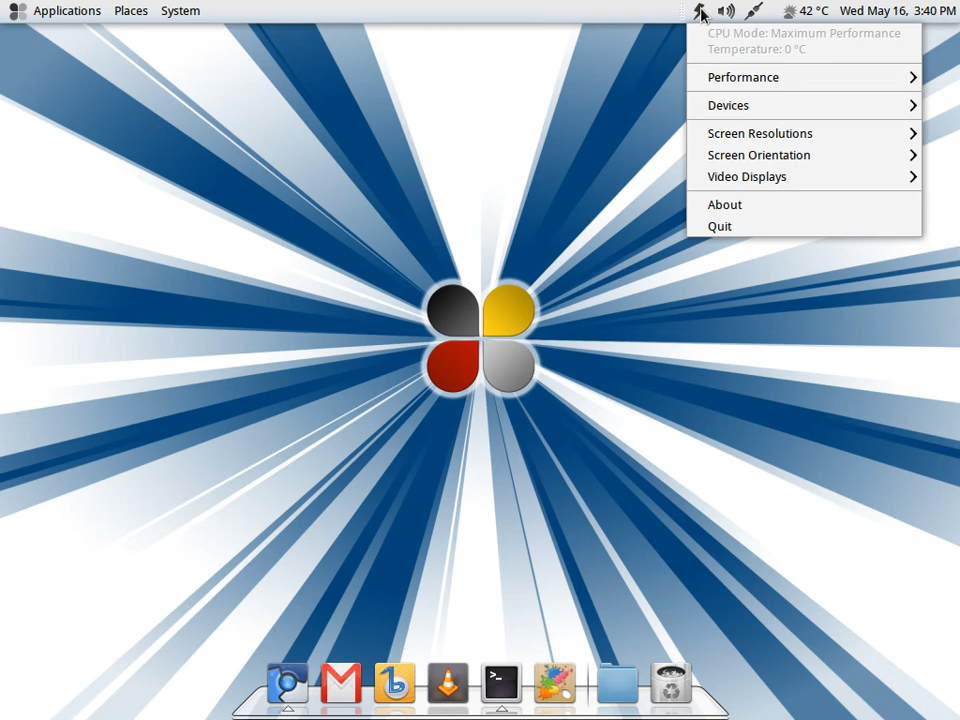 Applications Places System 42 °C Wed May 16, 3:40 PM
CPU Mode: Maximum Performance
Temperature: 0 °C
Performance
Devices
Screen Resolutions
Screen Orientation
Video Displays
About
Quit
>_